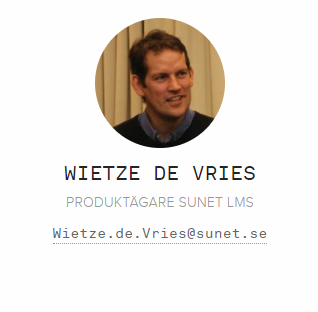 WIETZE DE VRIES
PRODUKTÄGARE SUNET LMS
Wietze.de.Vries@sunet.se